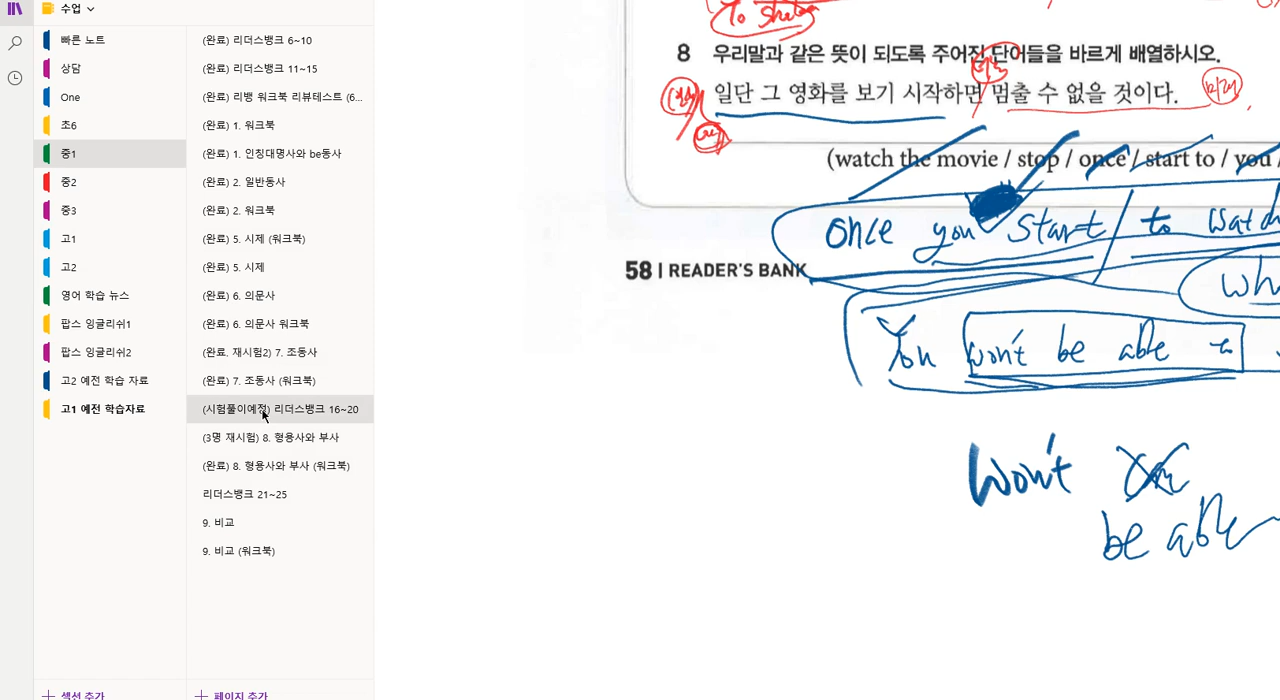 수업
빠른 노트
상담
One
초6
중1
중2
중3
고1
고2
영어 학습 뉴스
팝스 잉글리쉬1
팝스 잉글리쉬2
고2 예전 학습 자료
고1 예전 학습자료
섹션 추가
(완료) 리더스뱅크 6~10
(완료) 리더스뱅크 11~15
(완료) 리뱅 워크북 리뷰테스트 (6...
(완료) 1. 워크북
(완료) 1. 인칭대명사와 be동사
(완료) 2. 일반동사
(완료) 2. 워크북
(완료) 5. 시제 (워크북)
(완료) 5. 시제
(완료) 6. 의문사
(완료) 6. 의문사 워크북
(완료. 재시험2) 7. 조동사
(완료) 7. 조동사 (워크북)
(시험풀이예정) 리더스뱅크 16~20
(3명 재시험) 8. 형용사와 부사
(완료) 8. 형용사와 부사 (워크북)
리더스뱅크 21~25
9. 비교
9. 비교 (워크북)
페이지 추가
To
8 우리말과 같은 뜻이 되도록 주어진 단어들을 바르게 배열하시오.
일단 그 영화를 보기 시작하면 멈출 수 없을 것이다.
(watch the movie / stop / once / start to / you /
Once you start / to watch
58 | READER'S BANK
You won't be able to
won't
be able